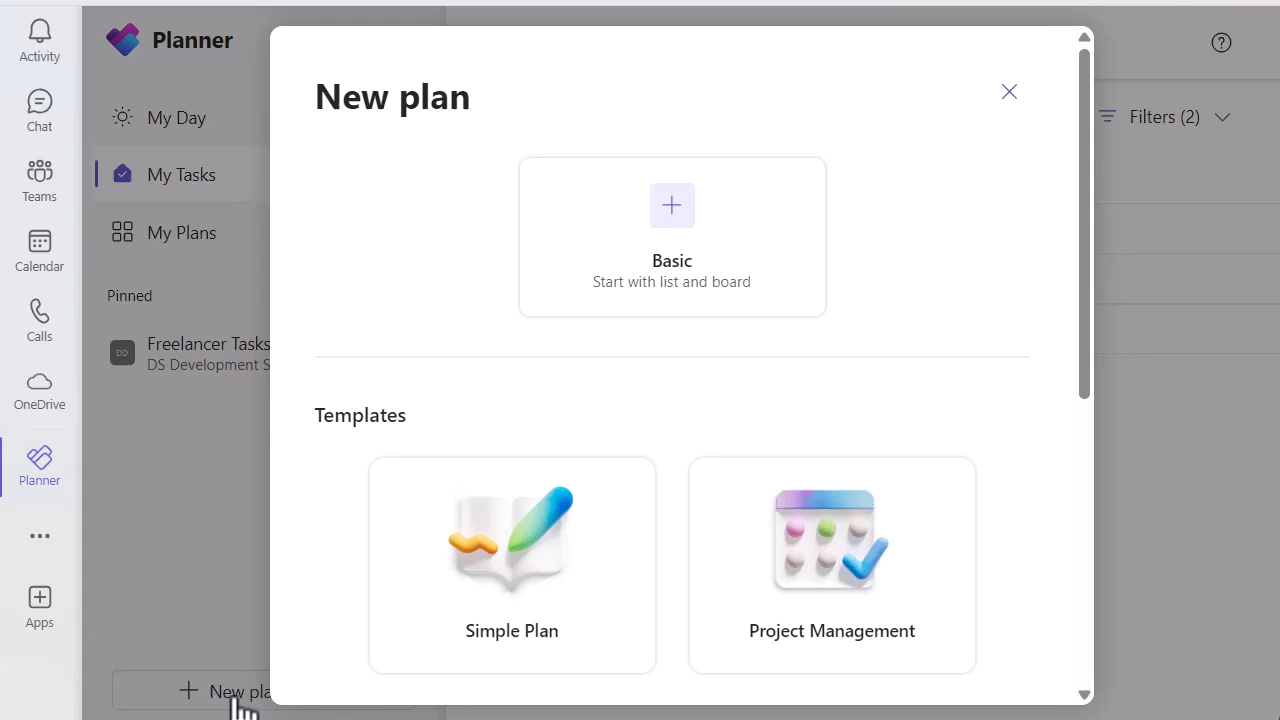 Activity
Chat
Teams
Calendar
Calls
OneDrive
Planner
Apps
Planner
My Day
My Tasks
My Plans
Pinned
DD
Freelancer Tasks
DS Development S
New pla
New plan
Basic
Start with list and board
Templates
Simple Plan
Project Management
Filters (2)